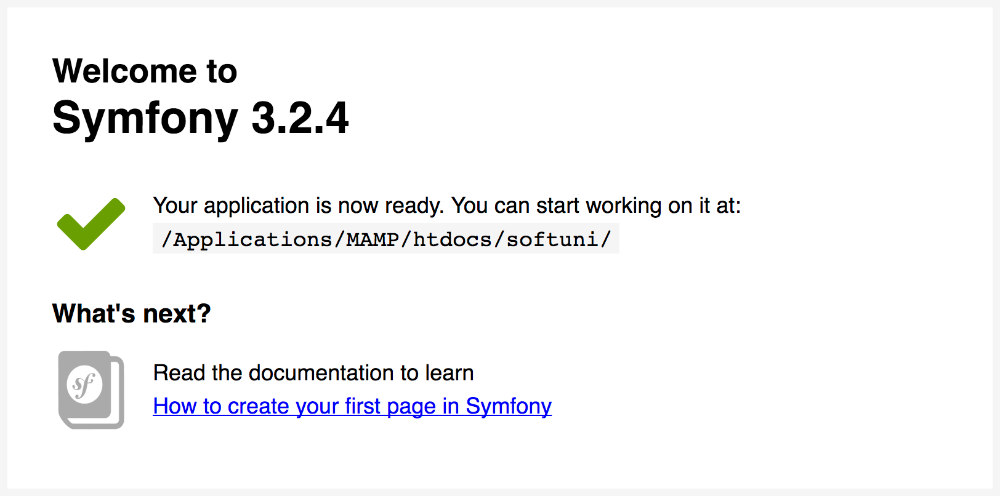 Welcome to
Symfony 3.2.4
Your application is now ready. You can start working on it at:
/Applications/MAMP/htdocs/softuni/
What's next?
sf
Read the documentation to learn
How to create your first page in Symfony